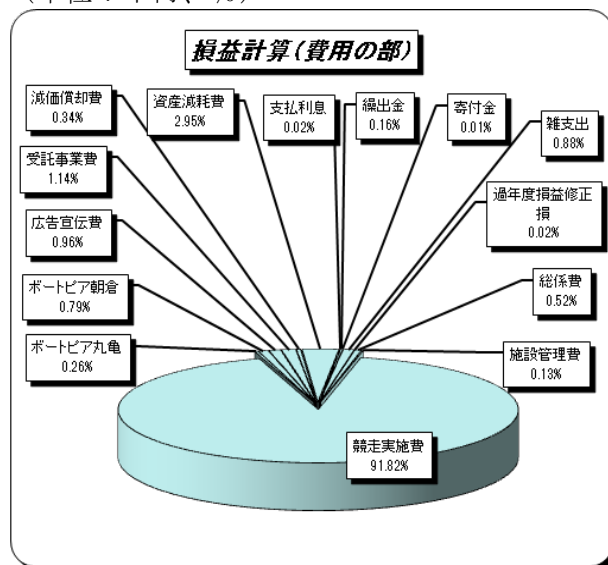 損益計算(費用の部)
減価償却費
0.34%
資産減耗費
2.95%
支払利息
0.02%
繰出金
0.16%
寄付金
0.01%
雑支出
0.88%
受託事業費
1.14%
過年度損益修正
損
0.02%
広告宣伝費
0.96%
ボートピア朝倉
0.79%
総係費
0.52%
ボートピア丸亀
0.26%
施設管理費
0.13%
競走実施費
91.82%